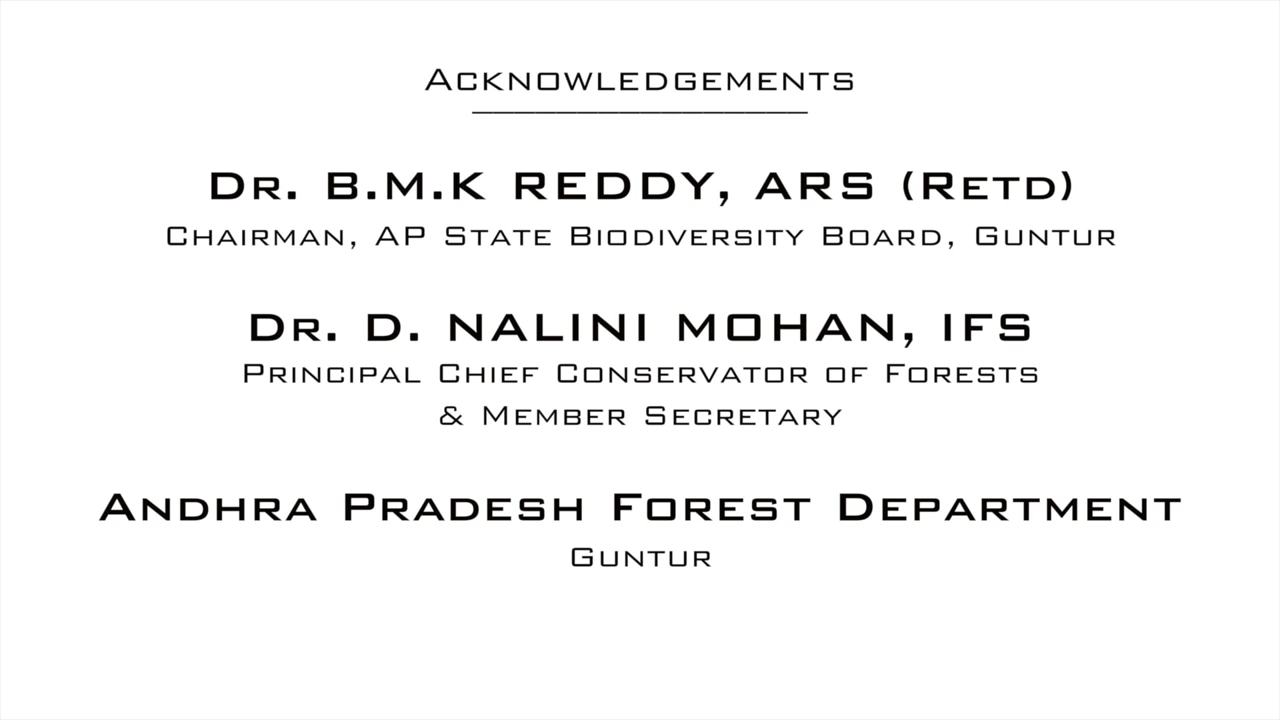 Acknowledgements
Dr. B.M.K REDDY, ARS (Retd)
Chairman, AP State Biodiversity Board, Guntur
Dr. D. NALINI MOHAN, IFS
Principal Chief Conservator of Forests
& Member Secretary
Andhra Pradesh Forest Department
Guntur